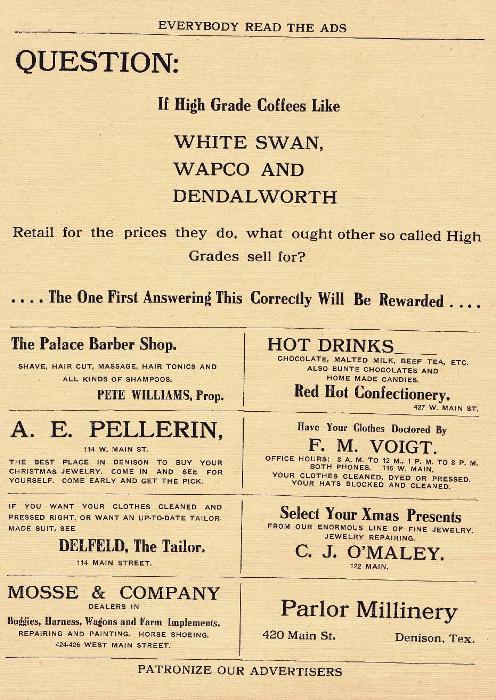 EVERYBODY READ THE ADS
QUESTION:
If High Grade Coffees Like
WHITE SWAN,
WAPCO AND
DENDALWORTH
Retail for the prices they do, what ought other so called High
Grades sell for?
.... The One First Answering This Correctly Will Be Rewarded ....
The Palace Barber Shop.
SHAVE, HAIR CUT, MASSAGE, HAIR TONICS AND
ALL KINDS OF SHAMPOOS.
PETE WILLIAMS, Prop.
HOT DRINKS
CHOCOLATE, MALTED MILK, BEEF TEA, ETC.
ALSO BUNTE CHOCOLATES AND
HOME MADE CANDIES.
Red Hot Confectionery.
427 W. MAIN ST.
A. E. PELLERIN,
114 W. MAIN ST.
THE BEST PLACE IN DENISON TO BUY YOUR
CHRISTMAS JEWELRY. COME IN AND SEE FOR
YOURSELF. COME EARLY AND GET THE PICK.
Have Your Clothes Doctored By
F. M. VOIGT.
OFFICE HOURS: 8 A. M. TO 12 M., 1 P. M. TO 8 P. M.
BOTH PHONES. 116 W. MAIN.
YOUR CLOTHES CLEANED, DYED OR PRESSED.
YOUR HATS BLOCKED AND CLEANED.
IF YOU WANT YOUR CLOTHES CLEANED AND
PRESSED RIGHT, OR WANT AN UP-TO-DATE TAILOR
MADE SUIT, SEE
DELFELD, The Tailor.
114 MAIN STREET.
Select Your Xmas Presents
FROM OUR ENORMOUS LINE OF FINE JEWELRY.
JEWELRY REPAIRING.
C. J. O'MALEY.
122 MAIN.
MOSSE & COMPANY
DEALERS IN
Buggies, Harness, Wagons and Farm Implements.
REPAIRING AND PAINTING. HORSE SHOEING.
424-426 WEST MAIN STREET.
Parlor Millinery
420 Main St. Denison, Tex.
PATRONIZE OUR ADVERTISERS